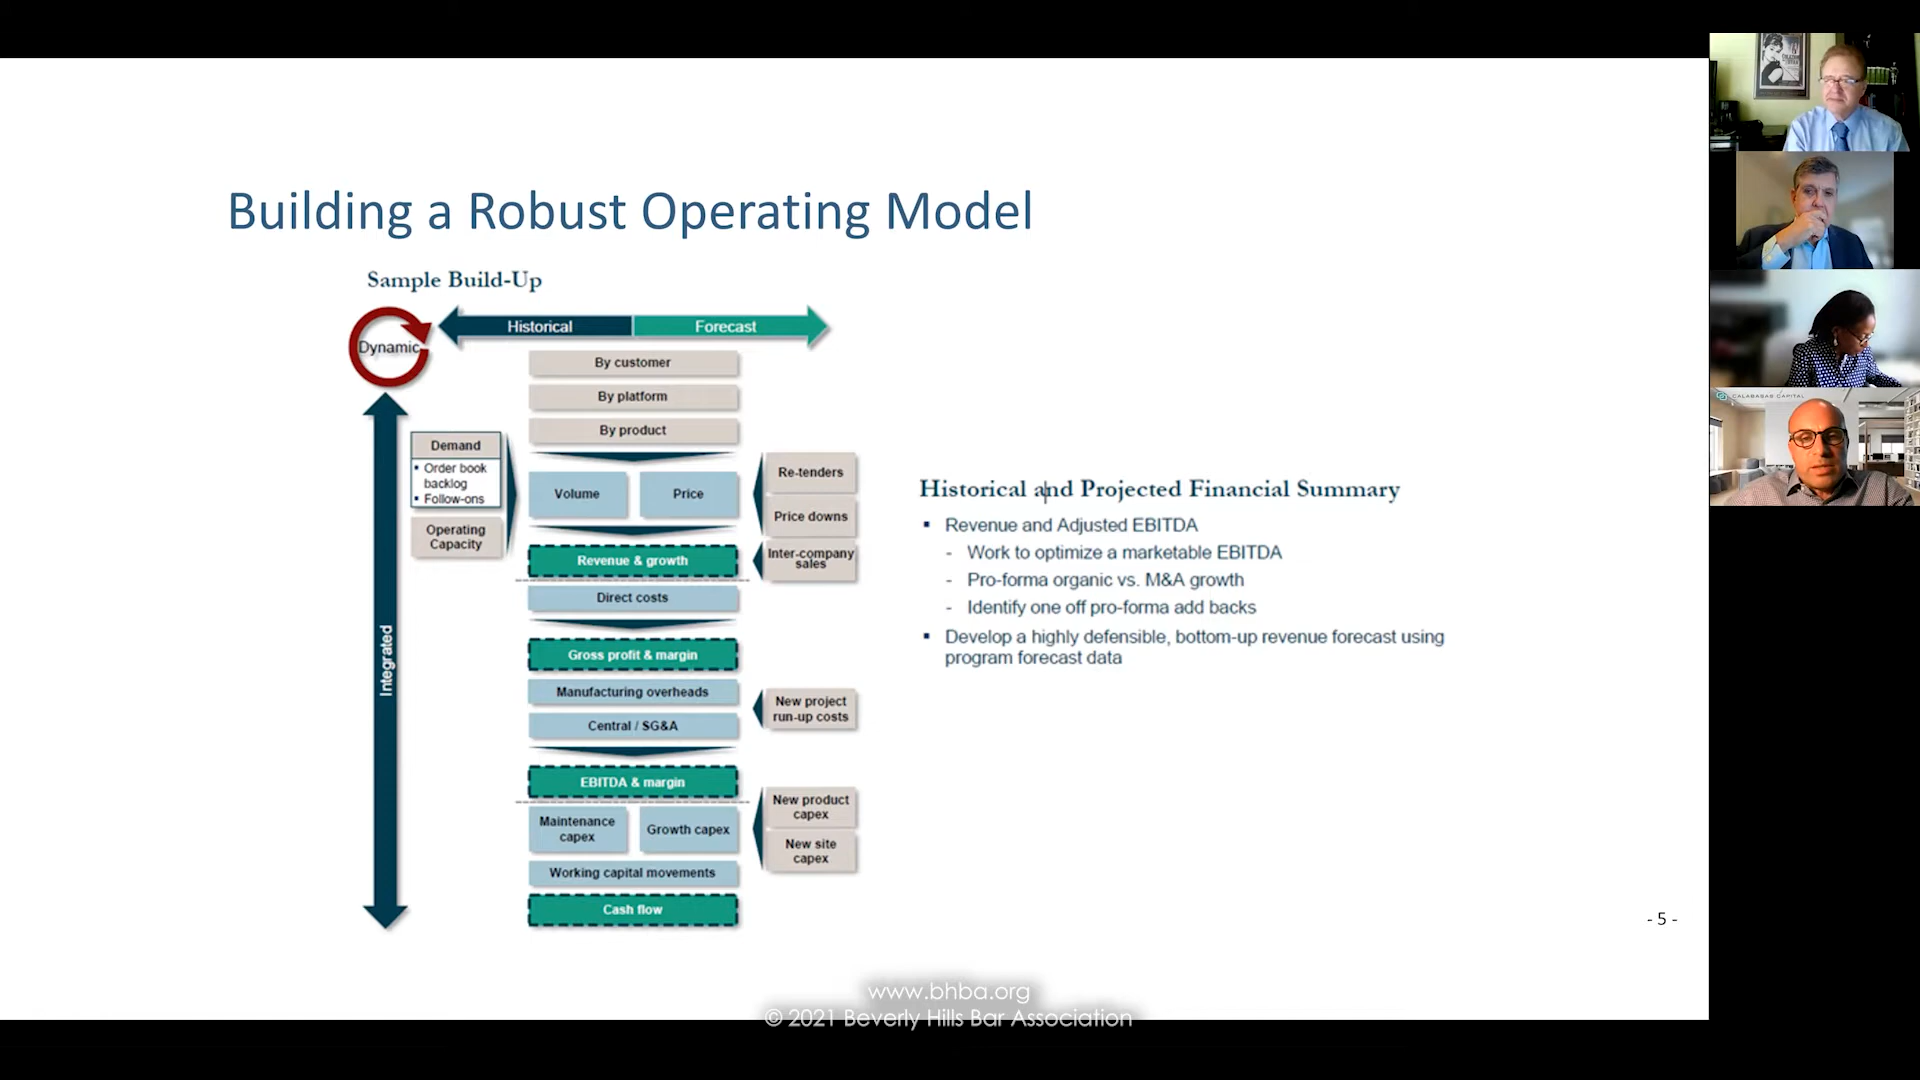 Building a Robust Operating Model
Sample Build-Up
Dynamic
Historical
Forecast
By customer
By platform
By product
Demand
▪ Order book
backlog
▪ Follow-ons
Operating
Capacity
Volume
Price
Re-tenders
Price downs
Inter-company
sales
Revenue & growth
Direct costs
Gross profit & margin
Manufacturing overheads
Central / SG&A
New project
run-up costs
EBITDA & margin
Maintenance
capex
Growth capex
New product
capex
New site
capex
Working capital movements
Cash flow
Integrated
Historical and Projected Financial Summary
▪ Revenue and Adjusted EBITDA
- Work to optimize a marketable EBITDA
- Pro-forma organic vs. M&A growth
- Identify one off pro-forma add backs
▪ Develop a highly defensible, bottom-up revenue forecast using
program forecast data
- 5 -
www.bhba.org
© 2021 Beverly Hills Bar Association
CALABASAS CAPITAL